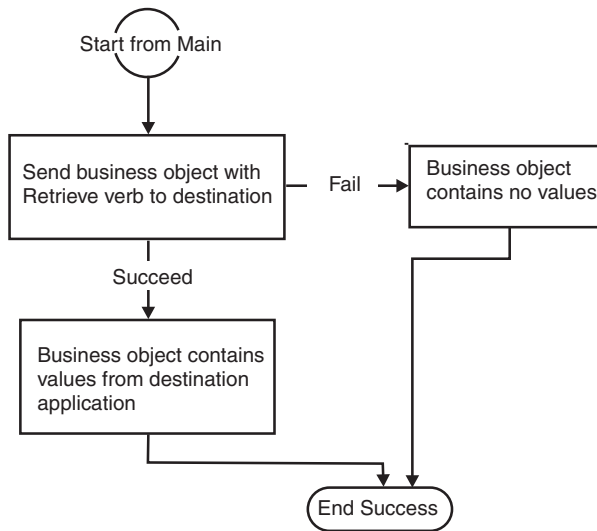 Start from Main
Send business object with
Retrieve verb to destination
Fail
Business object
contains no values
Succeed
Business object contains
values from destination
application
End Success